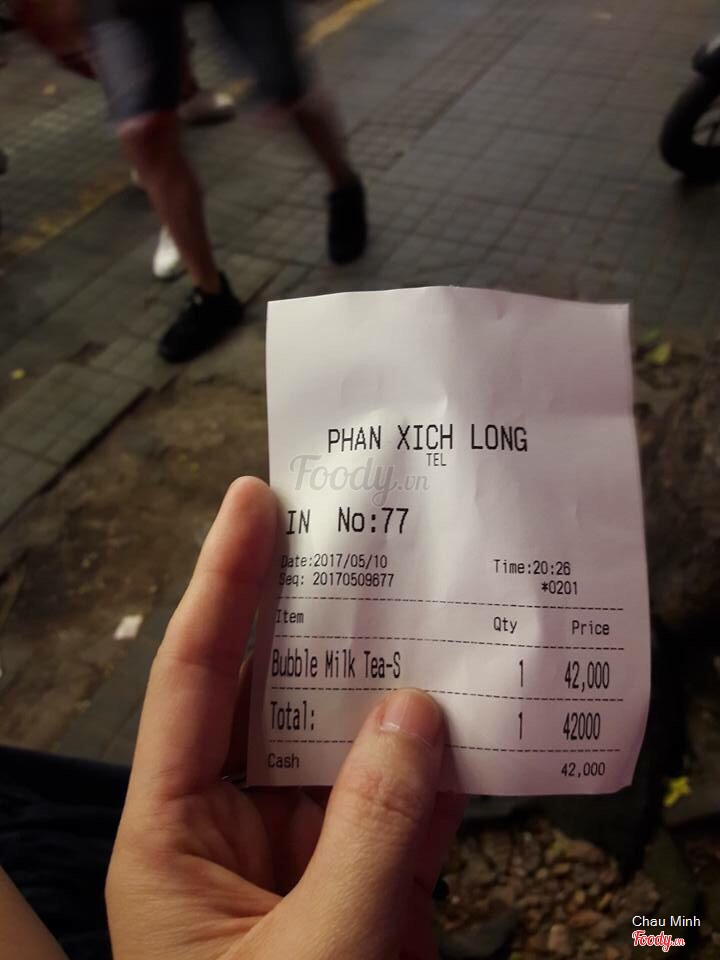 PHAN XICH LONG
TEL
Foody.vn
IN No:77
Date:2017/05/10 Time:20:26
Seq: 20170509677 *0201
Item Qty Price
Bubble Milk Tea-S 1 42,000
Total: 1 42000
Cash 42,000
Chau Minh
Foody.vn